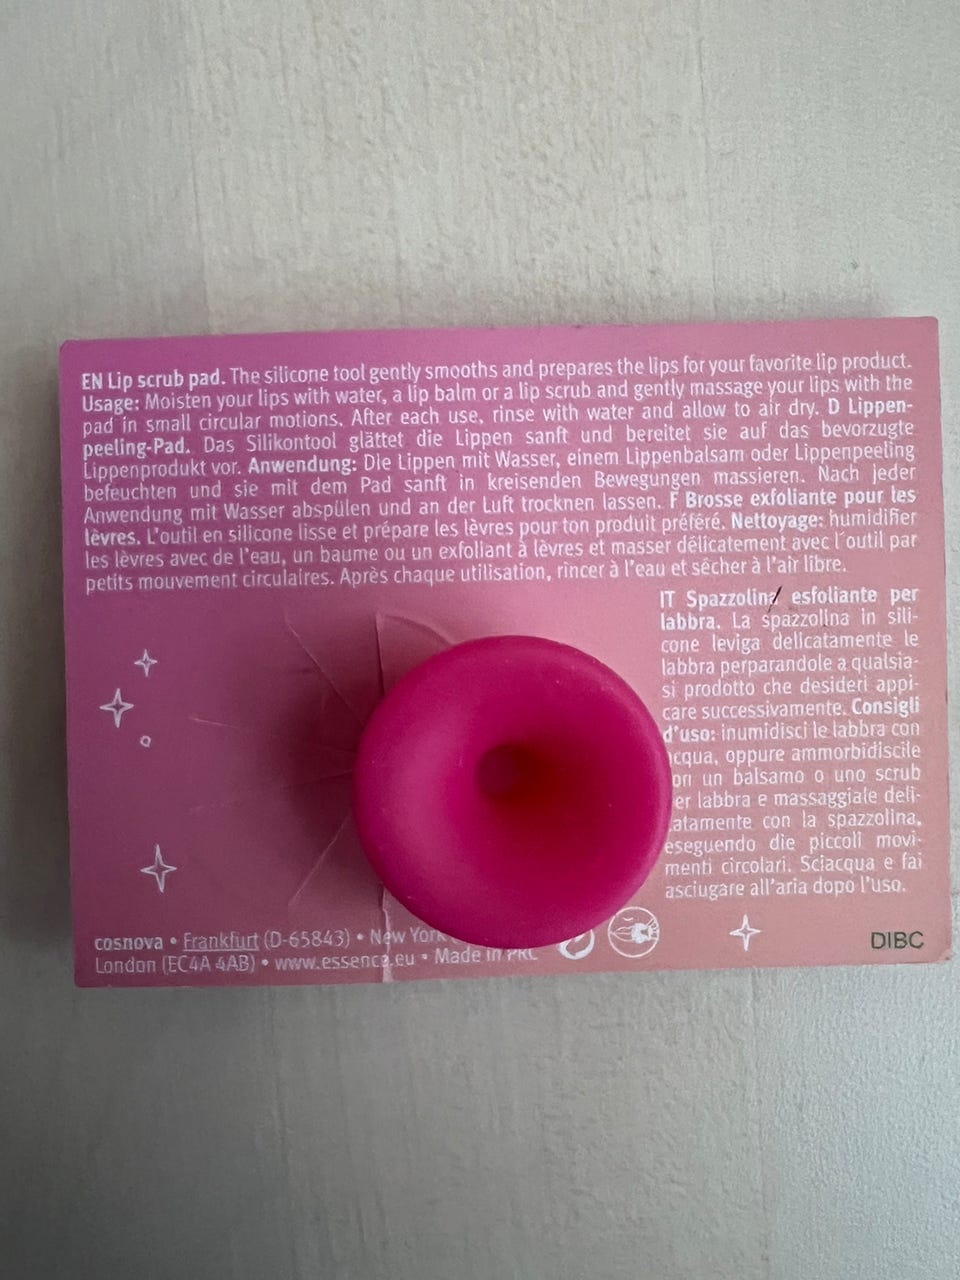 EN Lip scrub pad. The silicone tool gently smooths and prepares the lips for your favorite lip product.
Usage: Moisten your lips with water, a lip balm or a lip scrub and gently massage your lips with the
pad in small circular motions. After each use, rinse with water and allow to air dry. D Lippen-
peeling-Pad. Das Silikontool glättet die Lippen sanft und bereitet sie auf das bevorzugte
Lippenprodukt vor. Anwendung: Die Lippen mit Wasser, einem Lippenbalsam oder Lippenpeeling
befeuchten und sie mit dem Pad sanft in kreisenden Bewegungen massieren. Nach jeder
Anwendung mit Wasser abspülen und an der Luft trocknen lassen. F Brosse exfoliante pour les
lèvres. L'outil en silicone lisse et prépare les lèvres pour ton produit préféré. Nettoyage: humidifier
les lèvres avec de l'eau, un baume ou un exfoliant à lèvres et masser délicatement avec l'outil par
petits mouvement circulaires. Après chaque utilisation, rincer à l'eau et sécher à l'air libre.
IT Spazzolina esfoliante per
labbra. La spazzolina in sili-
cone leviga delicatamente le
labbra perparandole a qualsia-
si prodotto che desideri appi-
care successivamente. Consigli
d'uso: inumidisci le labbra con
cqua, oppure ammorbidiscile
on un balsamo o uno scrub
er labbra e massaggiale deli-
atamente con la spazzolina,
eseguendo die piccoli movi-
menti circolari. Sciacqua e fai
asciugare all'aria dopo l'uso.
cosnova • Frankfurt (D-65843) • New York
London (EC4A 4AB) • www.essence.eu • Made in PRC
DIBC